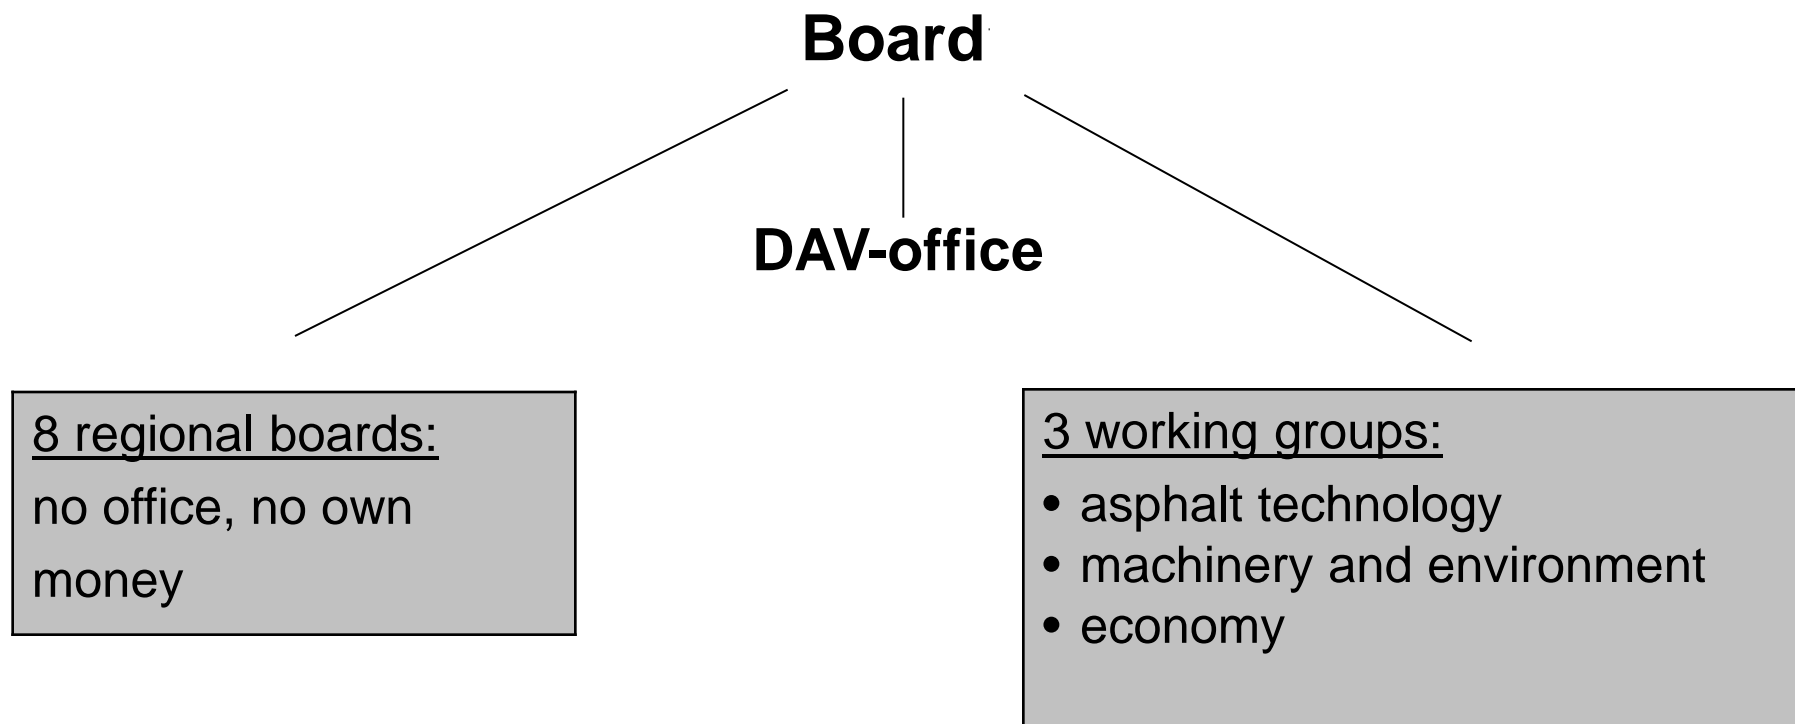 Board
DAV-office
8 regional boards:
no office, no own
money
3 working groups:
• asphalt technology
• machinery and environment
• economy